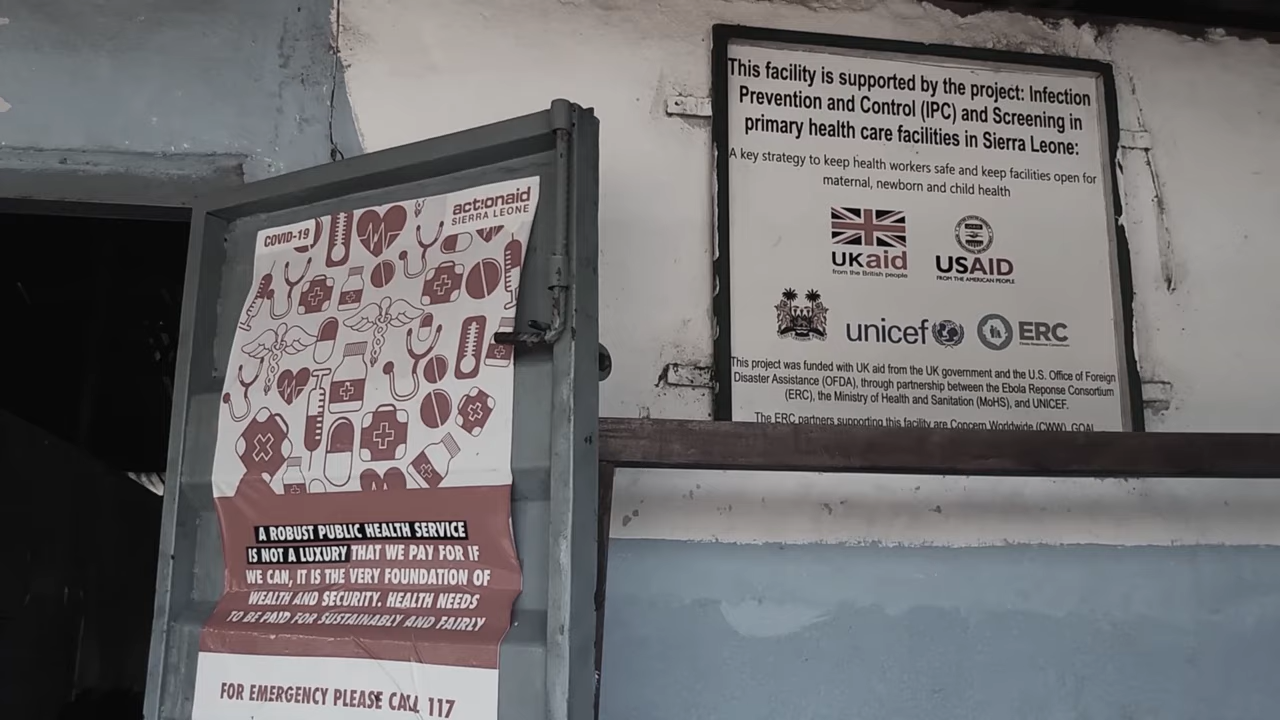 COVID-19
act!onaid
SIERRA LEONE
A ROBUST PUBLIC HEALTH SERVICE
IS NOT A LUXURY THAT WE PAY FOR IF
WE CAN, IT IS THE VERY FOUNDATION OF
WEALTH AND SECURITY. HEALTH NEEDS
TO BE PAID FOR SUSTAINABLY AND FAIRLY
FOR EMERGENCY PLEASE CALL 117
This facility is supported by the project: Infection
Prevention and Control (IPC) and Screening in
primary health care facilities in Sierra Leone:
A key strategy to keep health workers safe and keep facilities open for
maternal, newborn and child health
UKaid
from the British people
USAID
FROM THE AMERICAN PEOPLE
unicef
ERC
This project was funded with UK aid from the UK government and the U.S. Office of Foreign
Disaster Assistance (OFDA), through partnership between the Ebola Reponse Consortium
(ERC), the Ministry of Health and Sanitation (MoHS), and UNICEF.
The ERC partners supporting this facility are Concern Worldwide (CWW), GOAL